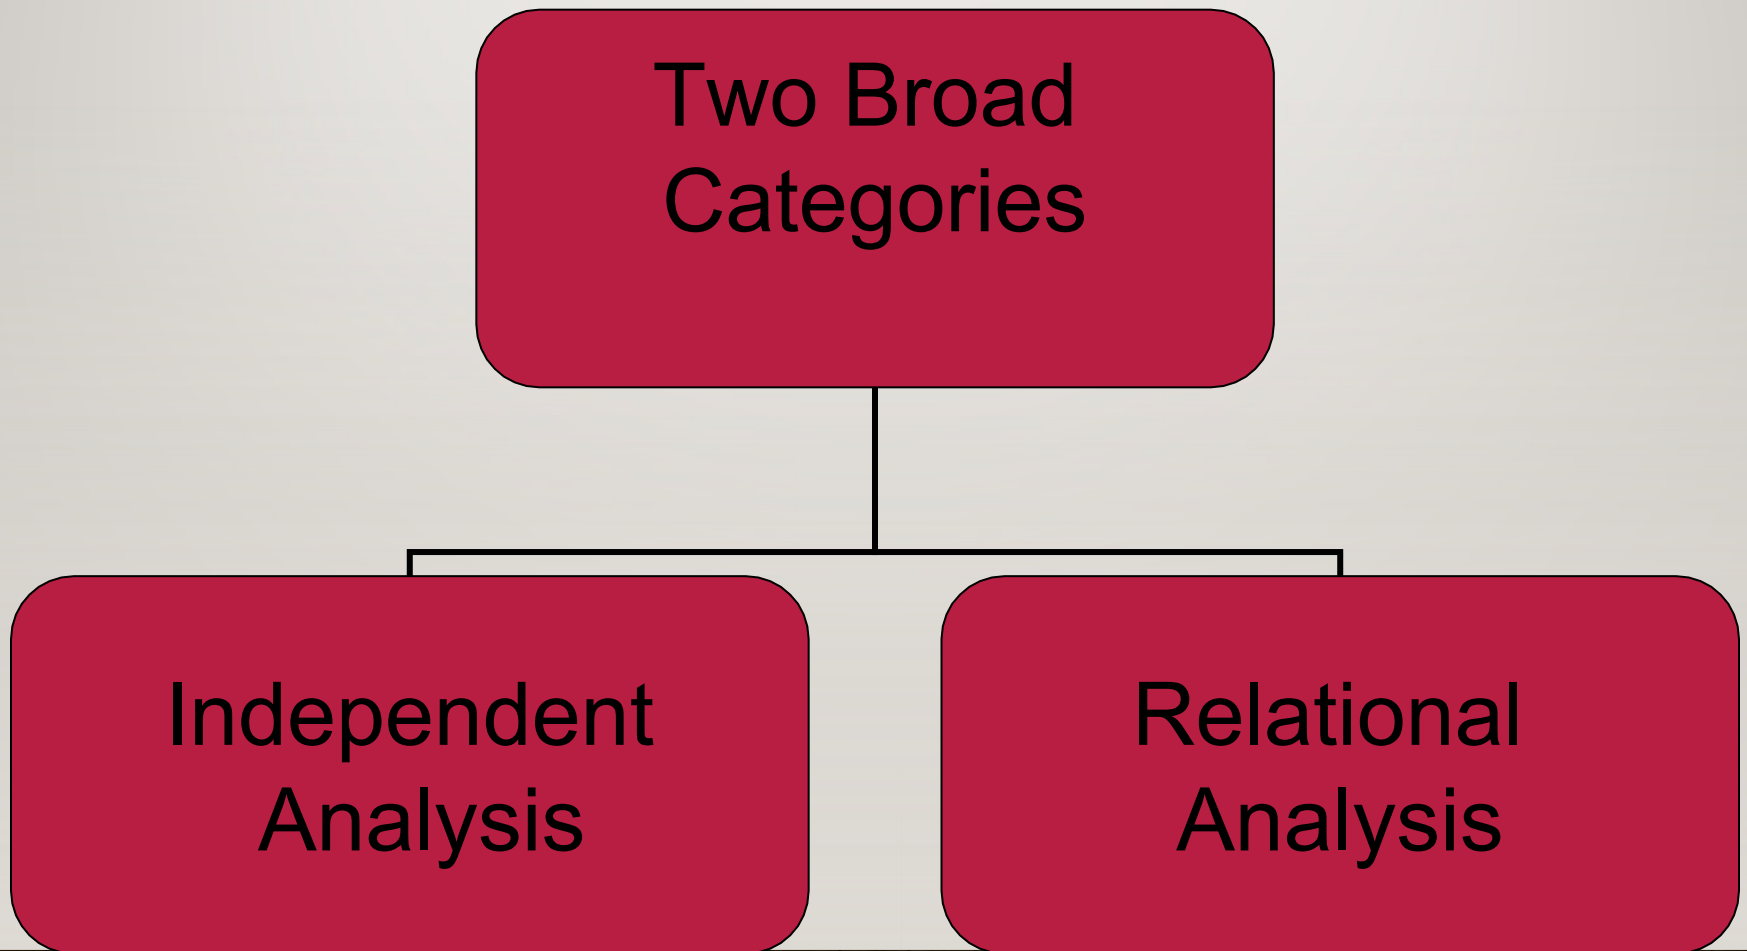 Two Broad
Categories
Independent
Analysis
Relational
Analysis